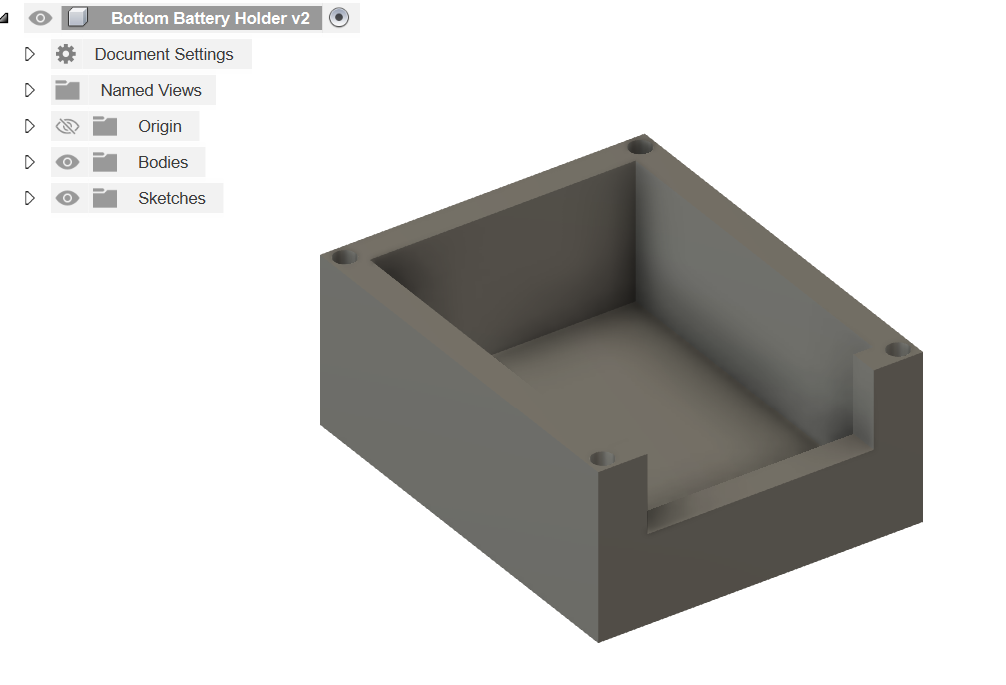 Bottom Battery Holder v2
Document Settings
Named Views
Origin
Bodies
Sketches